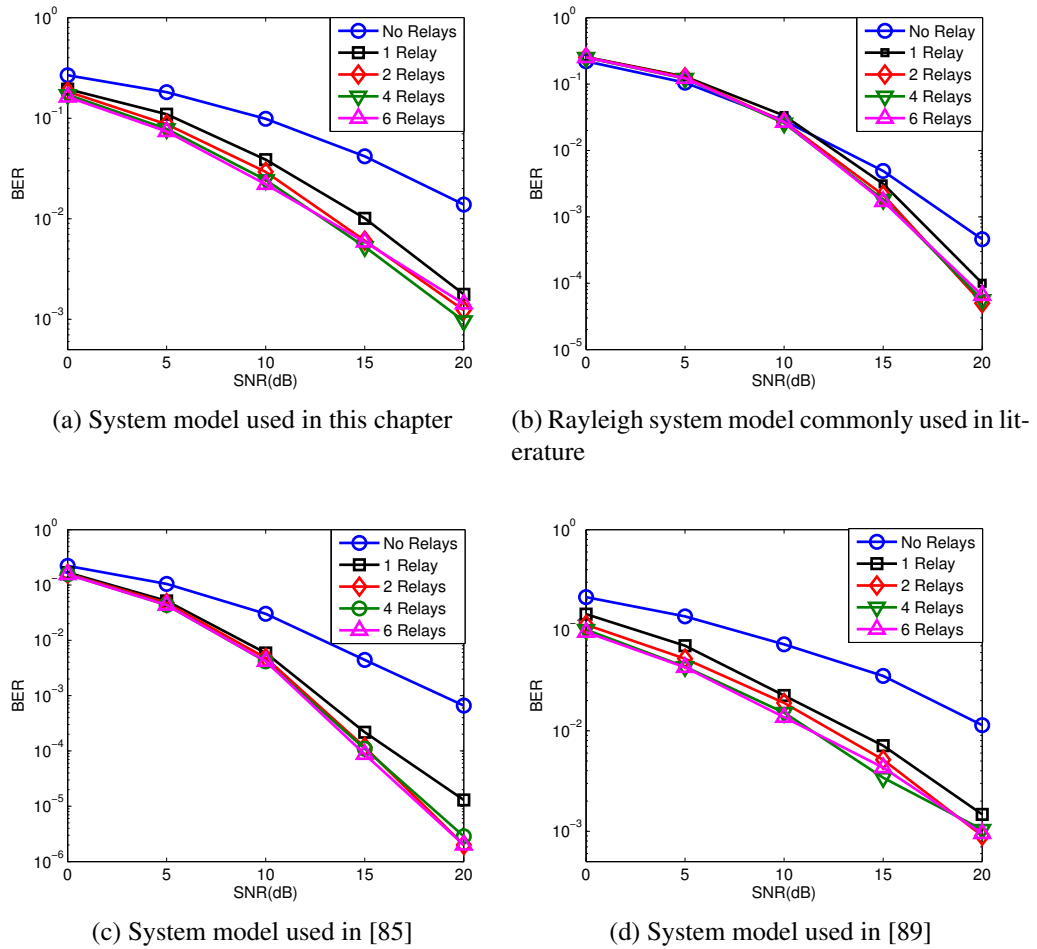 10^0
10^-1
10^-2
10^-3
BER
0
5
10
15
20
SNR(dB)
No Relays
1 Relay
2 Relays
4 Relays
6 Relays
(a) System model used in this chapter
10^0
10^-1
10^-2
10^-3
10^-4
10^-5
BER
0
5
10
15
20
SNR(dB)
No Relays
1 Relay
2 Relays
4 Relays
6 Relays
(b) Rayleigh system model commonly used in lit-
erature
10^0
10^-1
10^-2
10^-3
10^-4
10^-5
10^-6
BER
0
5
10
15
20
SNR(dB)
No Relays
1 Relay
2 Relays
4 Relays
6 Relays
(c) System model used in [85]
10^0
10^-1
10^-2
10^-3
BER
0
5
10
15
20
SNR(dB)
No Relays
1 Relay
2 Relays
4 Relays
6 Relays
(d) System model used in [89]